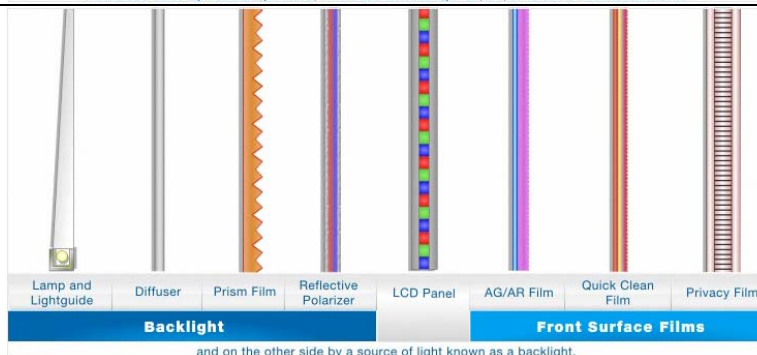 Lamp and
Lightguide
Diffuser
Prism Film
Reflective
Polarizer
LCD Panel
AG/AR Film
Quick Clean
Film
Privacy Film
Backlight
Front Surface Films
and on the other side by a source of light known as a backlight.